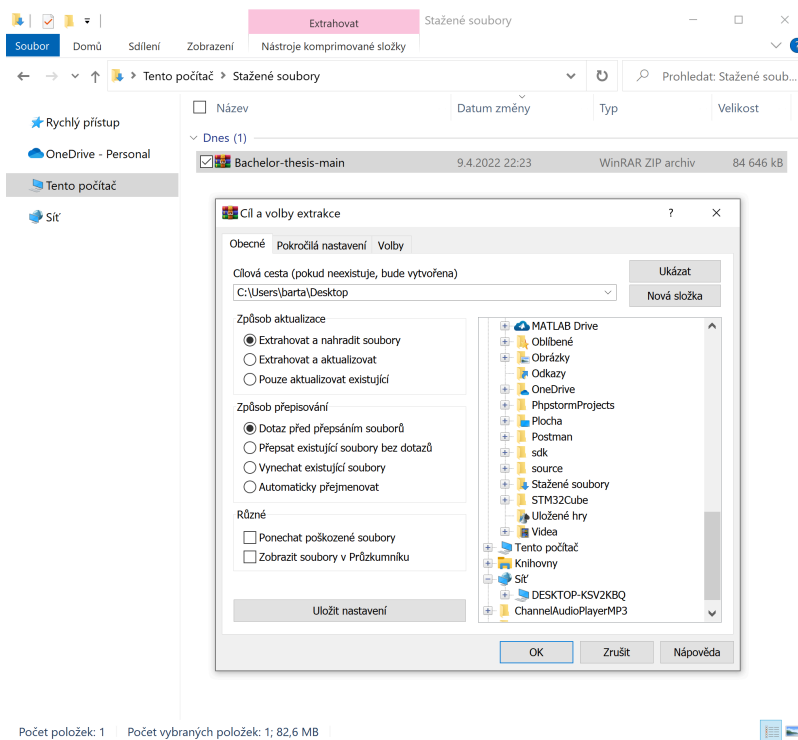 Extrahovat
Stažené soubory
Soubor
Domů
Sdílení
Zobrazení
Nástroje komprimované složky
?
Tento počítač
Stažené soubory
Prohledat: Stažené soub...
Název
Datum změny
Typ
Velikost
Rychlý přístup
OneDrive - Personal
Tento počítač
Síť
Dnes (1)
Bachelor-thesis-main
9.4.2022 22:23
WinRAR ZIP archiv
84 646 kB
Cíl a volby extrakce
?
Obecné
Pokročilá nastavení
Volby
Cílová cesta (pokud neexistuje, bude vytvořena)
C:\Users\barta\Desktop
Ukázat
Nová složka
Způsob aktualizace
Extrahovat a nahradit soubory
Extrahovat a aktualizovat
Pouze aktualizovat existující
Způsob přepisování
Dotaz před přepsáním souborů
Přepsat existující soubory bez dotazů
Vynechat existující soubory
Automaticky přejmenovat
Různé
Ponechat poškozené soubory
Zobrazit soubory v Průzkumníku
Uložit nastavení
MATLAB Drive
Oblíbené
Obrázky
Odkazy
OneDrive
PhpstormProjects
Plocha
Postman
sdk
source
Stažené soubory
STM32Cube
Uložené hry
Videa
Tento počítač
Knihovny
Síť
DESKTOP-KSV2KBQ
ChannelAudioPlayerMP3
OK
Zrušit
Nápověda
Počet položek: 1
Počet vybraných položek: 1; 82,6 MB